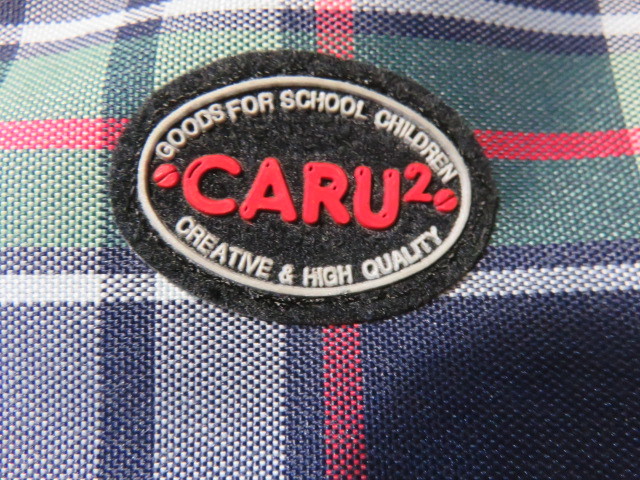 GOODS FOR SCHOOL CHILDREN
CARU²
CREATIVE & HIGH QUALITY